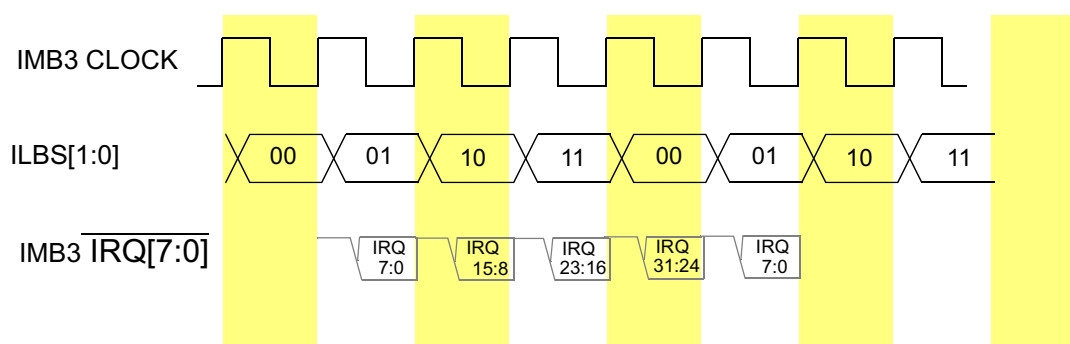 IMB3 CLOCK
ILBS[1:0]
00 01 10 11 00 01 10 11
IMB3 IRQ[7:0]
IRQ 7:0
IRQ 15:8
IRQ 23:16
IRQ 31:24
IRQ 7:0